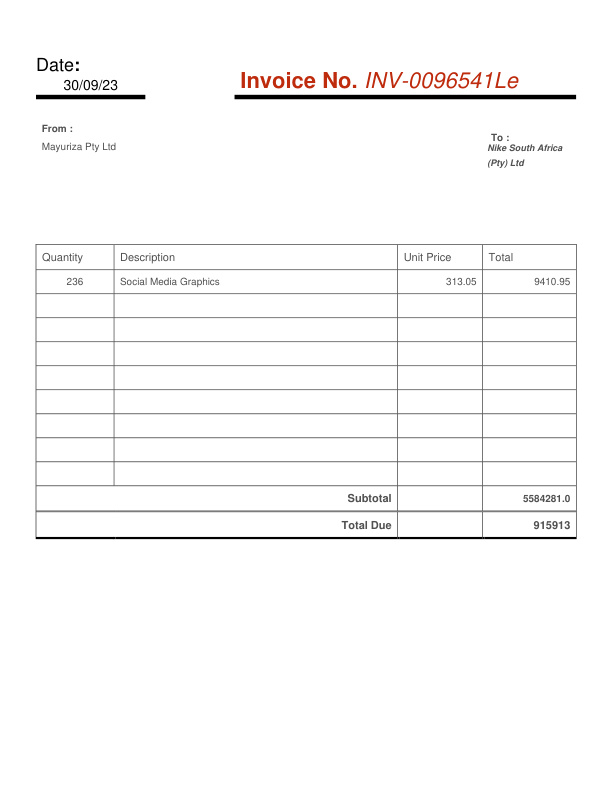 Date:
30/09/23
Invoice No. INV-0096541Le
From :
Mayuriza Pty Ltd
To :
Nike South Africa
(Pty) Ltd
Quantity Description Unit Price Total
236 Social Media Graphics 313.05 9410.95
Subtotal 5584281.0
Total Due 915913